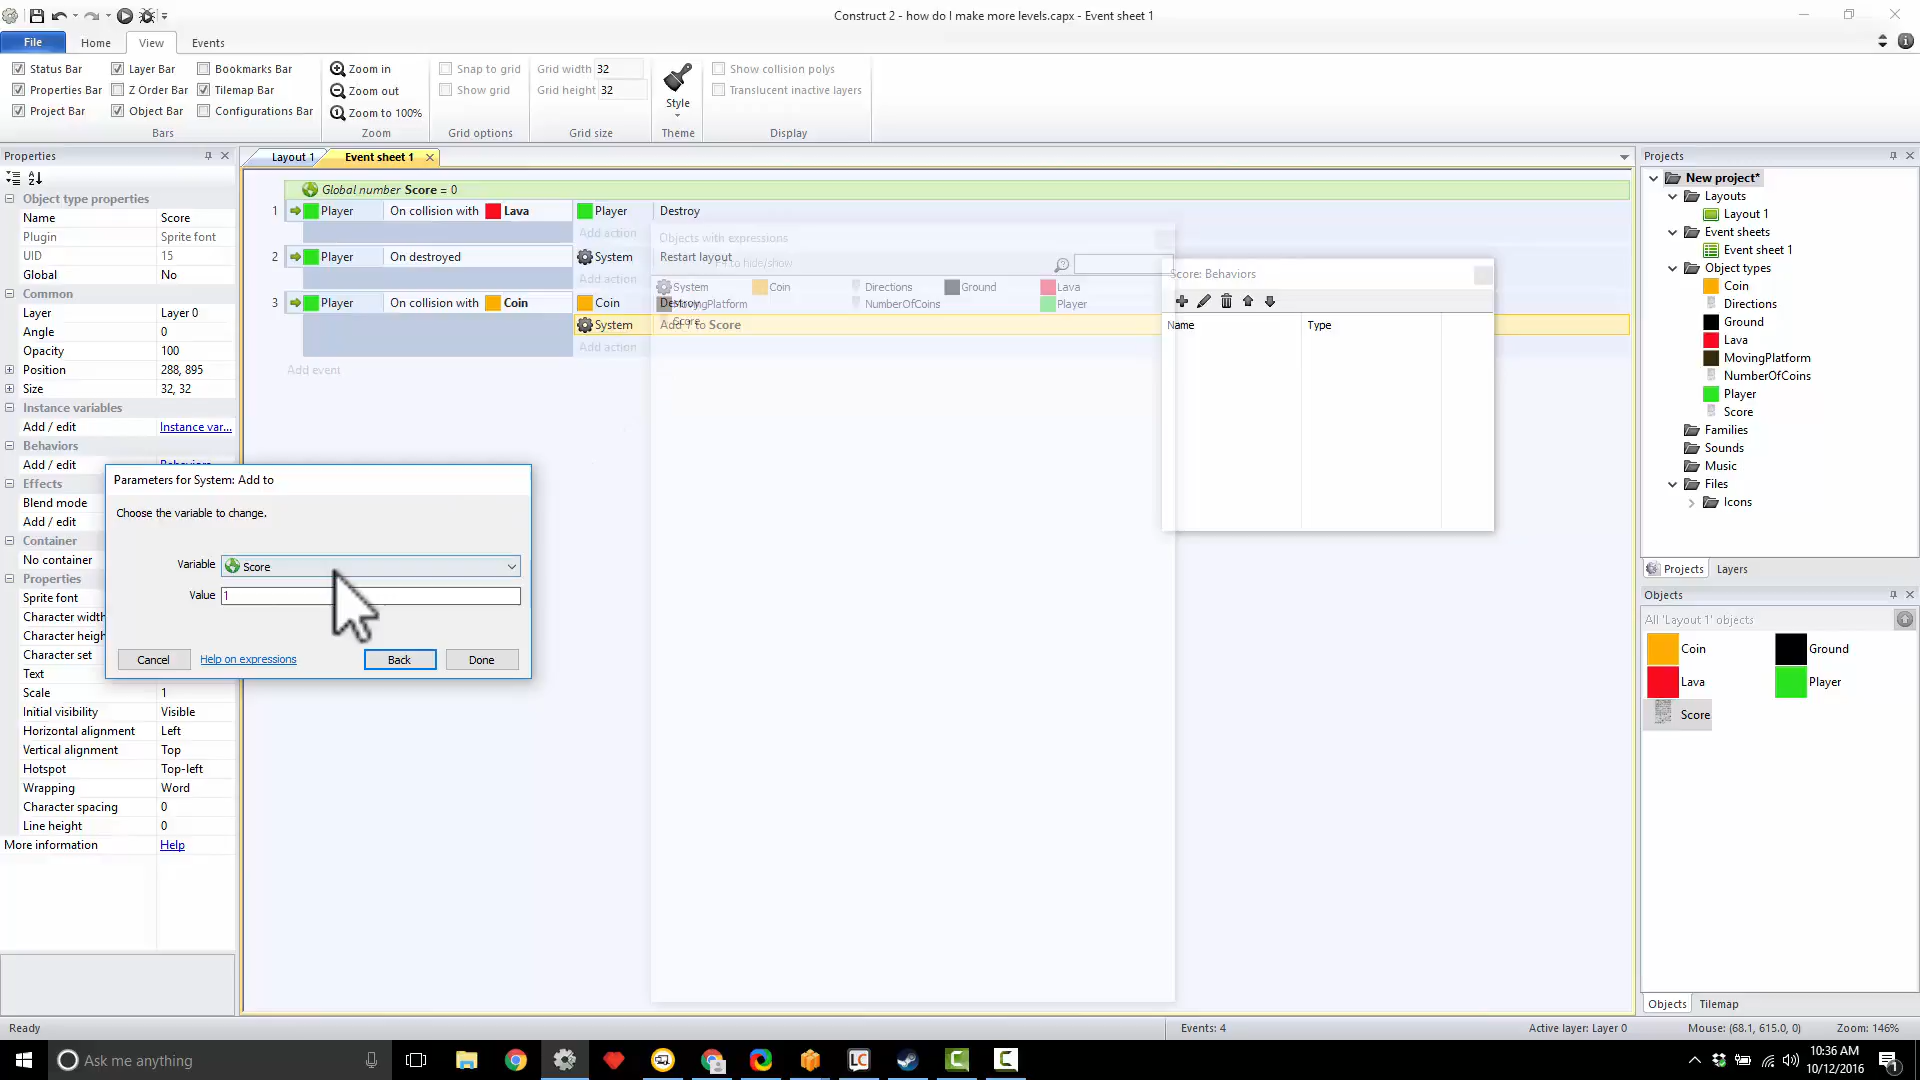 Construct 2 - how do I make more levels.capx - Event sheet 1
File Home View Events
Status Bar Layer Bar Bookmarks Bar
Properties Bar Z Order Bar Tilemap Bar
Project Bar Object Bar Configurations Bar
Bars
Zoom in
Zoom out
Zoom to 100%
Zoom
Snap to grid
Show grid
Grid options
Grid width 32
Grid height 32
Grid size
Style
Theme
Show collision polys
Translucent inactive layers
Display
Properties
Object type properties
Name Score
Plugin Sprite font
UID 15
Global No
Common
Layer Layer 0
Angle 0
Opacity 100
Position 288, 895
Size 32, 32
Instance variables
Add / edit Instance var...
Behaviors
Add / edit Behaviors
Effects
Blend mode
Add / edit
Container
No container
Properties
Sprite font
Character width
Character heigh
Character set
Text
Scale 1
Initial visibility Visible
Horizontal alignment Left
Vertical alignment Top
Hotspot Top-left
Wrapping Word
Character spacing 0
Line height 0
More information Help
Layout 1 Event sheet 1
Global number Score = 0
1 Player On collision with Lava Player Destroy
Add action
2 Player On destroyed System Restart layout
Add action
3 Player On collision with Coin Coin Destroy
System Add 1 to Score
Add action
Add event
Objects with expressions
F4 to hide/show
System Coin Directions Ground Lava
MovingPlatform NumberOfCoins Player
Score
Score: Behaviors
Name Type
Parameters for System: Add to
Choose the variable to change.
Variable Score
Value 1
Cancel Help on expressions Back Done
Projects
New project*
Layouts
Layout 1
Event sheets
Event sheet 1
Object types
Coin
Directions
Ground
Lava
MovingPlatform
NumberOfCoins
Player
Score
Families
Sounds
Music
Files
Icons
Projects Layers
Objects
All 'Layout 1' objects
Coin Ground
Lava Player
Score
Objects Tilemap
Ready Events: 4 Active layer: Layer 0 Mouse: (68.1, 615.0, 0) Zoom: 146%
Ask me anything
LC
10:36 AM
10/12/2016
1